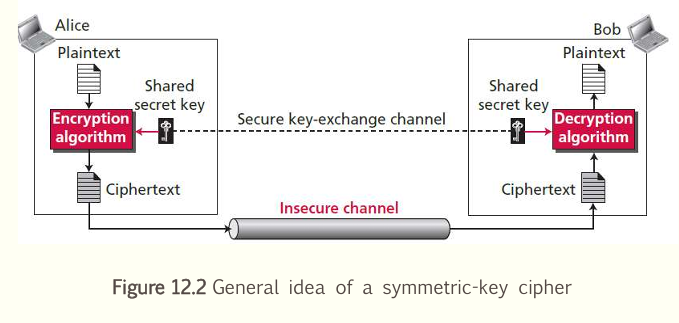 Alice
Bob
Plaintext
Plaintext
Shared
secret key
Shared
secret key
Encryption
algorithm
Secure key-exchange channel
Decryption
algorithm
Ciphertext
Ciphertext
Insecure channel
Figure 12.2 General idea of a symmetric-key cipher